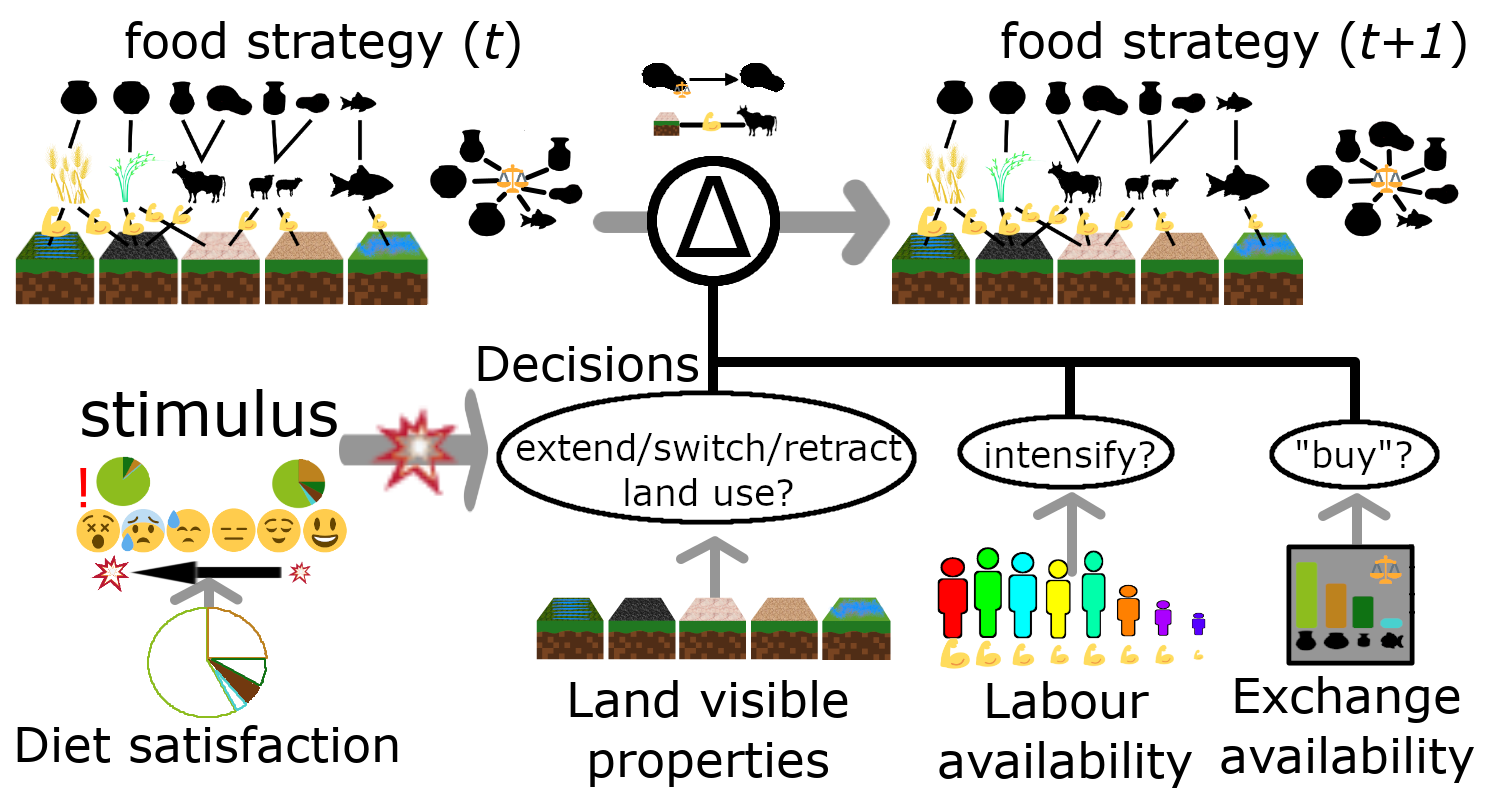 food strategy (t)
food strategy (t+1)
Δ
Decisions
stimulus
extend/switch/retract
land use?
intensify?
"buy"?
!
Land visible
properties
Labour
availability
Exchange
availability
Diet satisfaction